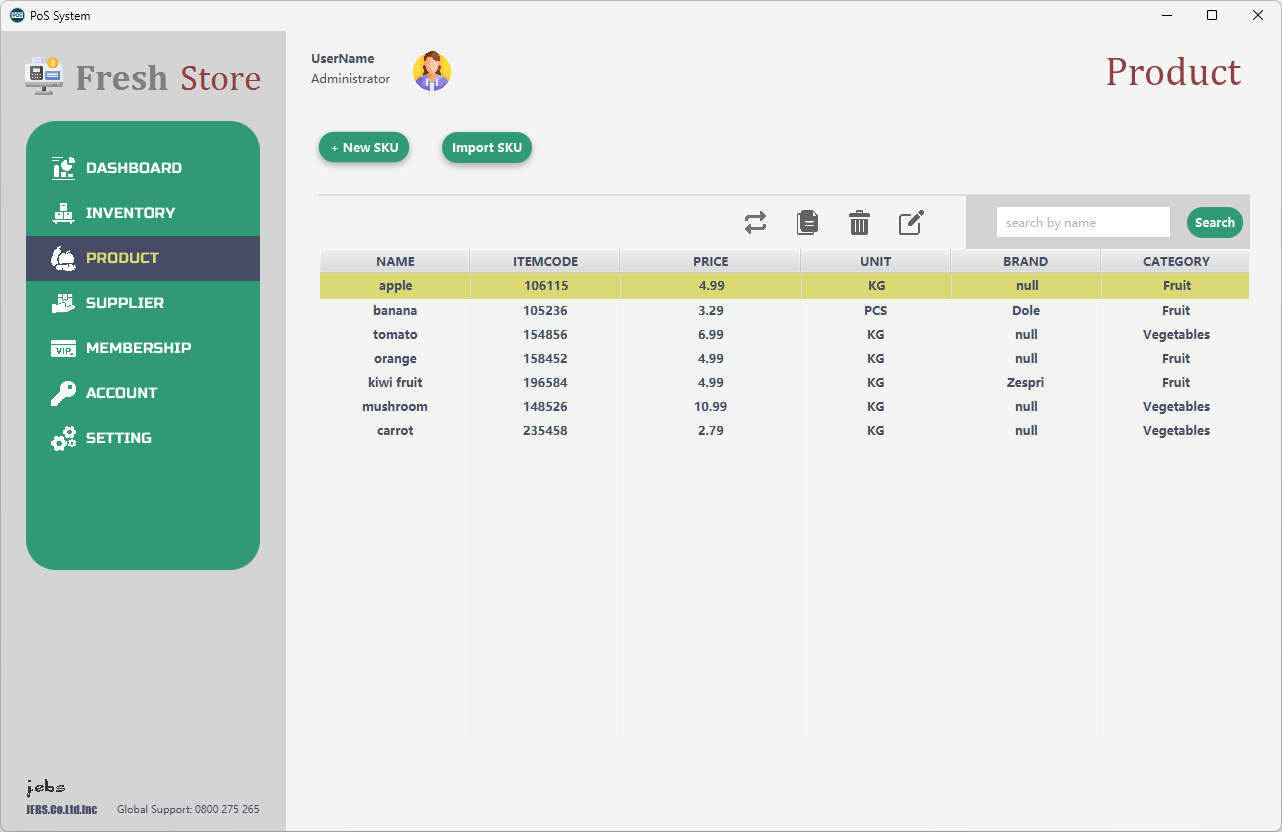 PoS System
Fresh Store
UserName
Administrator
Product
+ New SKU
Import SKU
DASHBOARD
INVENTORY
PRODUCT
SUPPLIER
VIP
MEMBERSHIP
ACCOUNT
SETTING
search by name
Search
NAME ITEMCODE PRICE UNIT BRAND CATEGORY
apple 106115 4.99 KG null Fruit
banana 105236 3.29 PCS Dole Fruit
tomato 154856 6.99 KG null Vegetables
orange 158452 4.99 KG null Fruit
kiwi fruit 196584 4.99 KG Zespri Fruit
mushroom 148526 10.99 KG null Vegetables
carrot 235458 2.79 KG null Vegetables
jebs
JEBS.Co.Ltd.Inc
Global Support: 0800 275 265